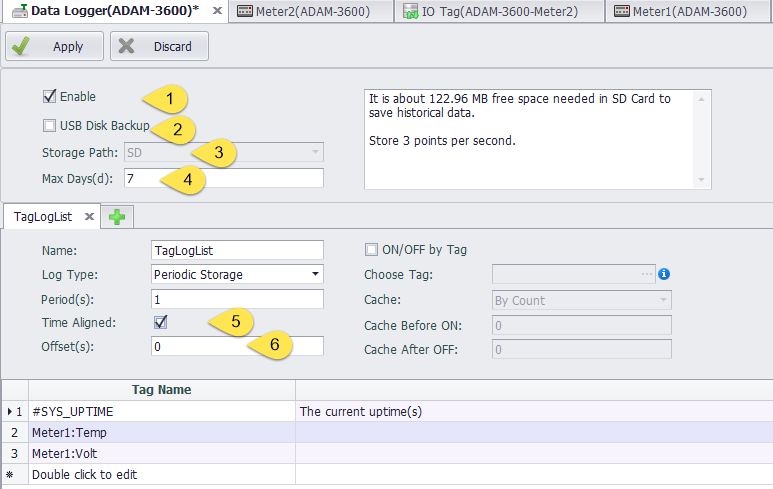 Data Logger(ADAM-3600)* Meter2(ADAM-3600) IO Tag(ADAM-3600-Meter2) Meter1(ADAM-3600)
Apply Discard
Enable 1
USB Disk Backup 2
Storage Path: SD 3
Max Days(d): 7 4
It is about 122.96 MB free space needed in SD Card to
save historical data.
Store 3 points per second.
TagLogList
Name: TagLogList
Log Type: Periodic Storage
Period(s): 1
Time Aligned: 5
Offset(s): 0 6
ON/OFF by Tag
Choose Tag: ...
Cache: By Count
Cache Before ON: 0
Cache After OFF: 0
Tag Name
1 #SYS_UPTIME The current uptime(s)
2 Meter1:Temp
3 Meter1:Volt
* Double click to edit